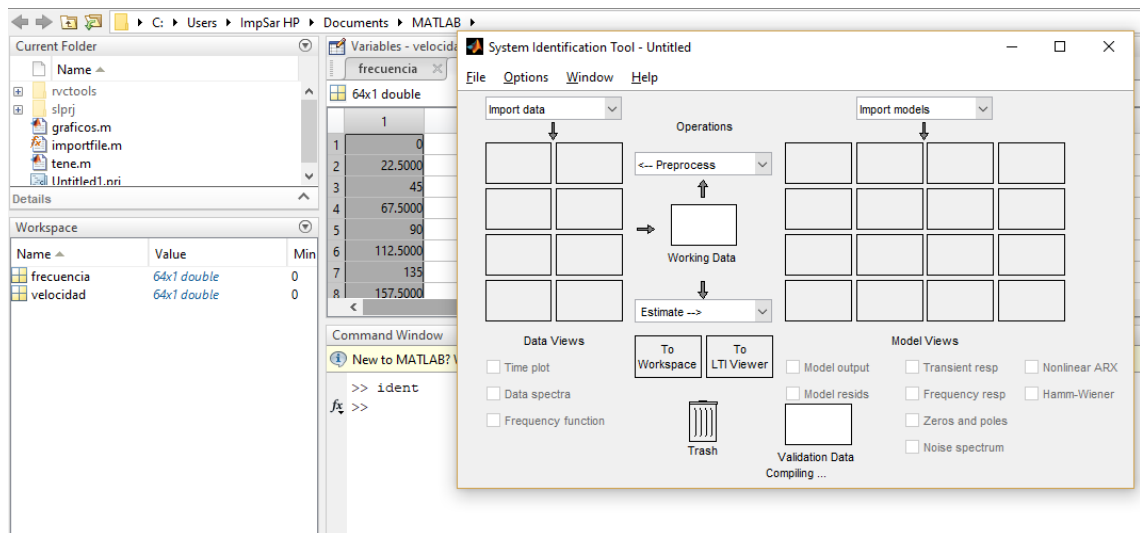 C: Users ImpSar HP Documents MATLAB
Current Folder
Name
rvctools
slprj
graficos.m
importfile.m
tene.m
Untitled1.prj
Details
Workspace
Name Value Min
frecuencia 64x1 double 0
velocidad 64x1 double 0
Variables - velocida
frecuencia
64x1 double
1
1 0
2 22.5000
3 45
4 67.5000
5 90
6 112.5000
7 135
8 157.5000
Command Window
New to MATLAB?
>> ident
fx >>
System Identification Tool - Untitled
File Options Window Help
Import data
Import models
Operations
<-- Preprocess
Working Data
Estimate -->
Data Views
Time plot
Data spectra
Frequency function
To Workspace
To LTI Viewer
Trash
Model Views
Model output
Transient resp
Nonlinear ARX
Model resids
Frequency resp
Hamm-Wiener
Zeros and poles
Noise spectrum
Validation Data
Compiling ...